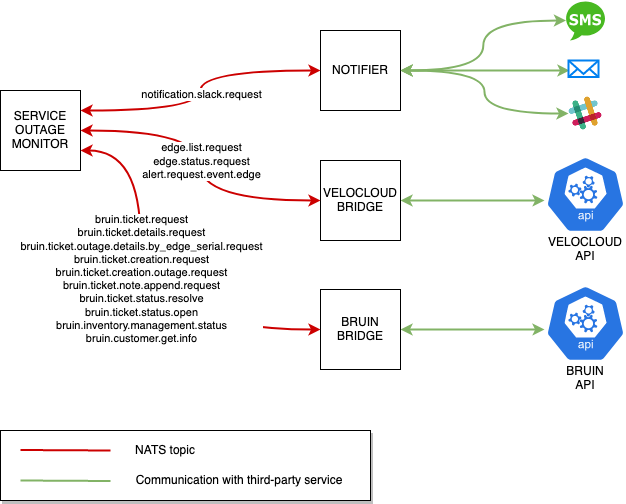 SMS
NOTIFIER
notification.slack.request
SERVICE
OUTAGE
MONITOR
edge.list.request
edge.status.request
alert.request.event.edge
VELOCLOUD
BRIDGE
api
VELOCLOUD
API
bruin.ticket.request
bruin.ticket.details.request
bruin.ticket.outage.details.by_edge_serial.request
bruin.ticket.creation.request
bruin.ticket.creation.outage.request
bruin.ticket.note.append.request
bruin.ticket.status.resolve
bruin.ticket.status.open
bruin.inventory.management.status
bruin.customer.get.info
BRUIN
BRIDGE
api
BRUIN
API
NATS topic
Communication with third-party service